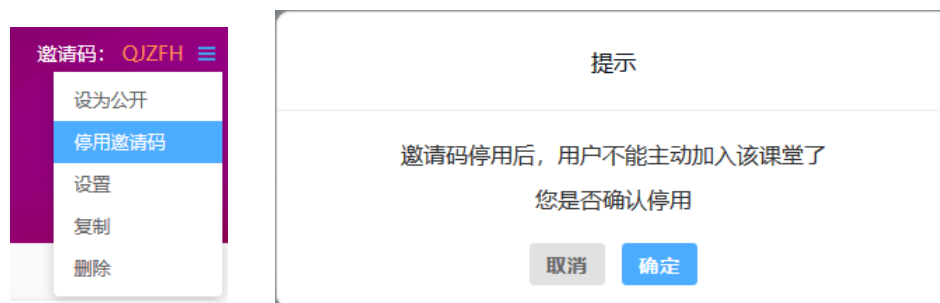 邀请码： QJZFH
设为公开
停用邀请码
设置
复制
删除
提示
邀请码停用后，用户不能主动加入该课堂了
您是否确认停用
取消 确定